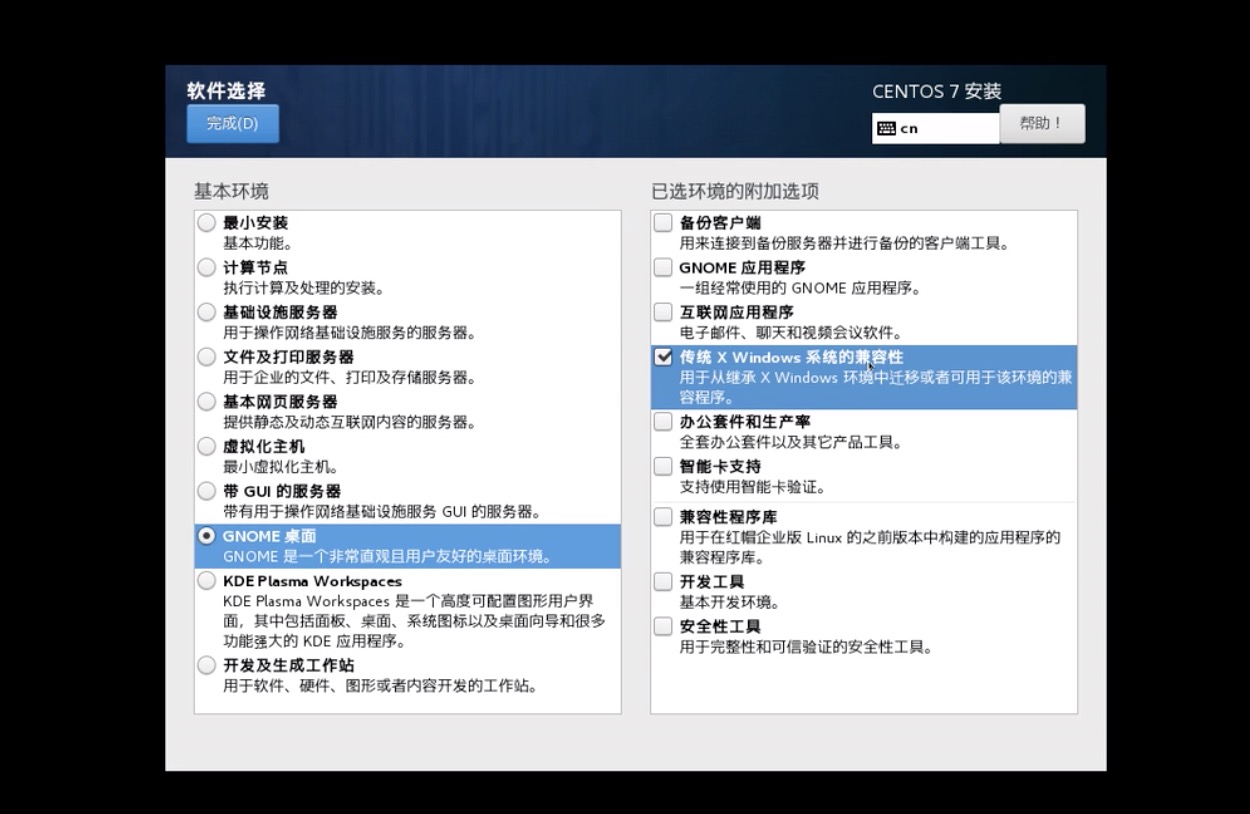 软件选择
完成(D)
CENTOS 7 安装
cn
帮助！
基本环境
最小安装
基本功能。
计算节点
执行计算及处理的安装。
基础设施服务器
用于操作网络基础设施服务的服务器。
文件及打印服务器
用于企业的文件、打印及存储服务器。
基本网页服务器
提供静态及动态互联网内容的服务器。
虚拟化主机
最小虚拟化主机。
带 GUI 的服务器
带有用于操作网络基础设施服务 GUI 的服务器。
GNOME 桌面
GNOME 是一个非常直观且用户友好的桌面环境。
KDE Plasma Workspaces
KDE Plasma Workspaces 是一个高度可配置图形用户界
面，其中包括面板、桌面、系统图标以及桌面向导和很多
功能强大的 KDE 应用程序。
开发及生成工作站
用于软件、硬件、图形或者内容开发的工作站。
已选环境的附加选项
备份客户端
用来连接到备份服务器并进行备份的客户端工具。
GNOME 应用程序
一组经常使用的 GNOME 应用程序。
互联网应用程序
电子邮件、聊天和视频会议软件。
传统 X Windows 系统的兼容性
用于从继承 X Windows 环境中迁移或者可用于该环境的兼
容程序。
办公套件和生产率
全套办公套件以及其它产品工具。
智能卡支持
支持使用智能卡验证。
兼容性程序库
用于在红帽企业版 Linux 的之前版本中构建的应用程序的
兼容程序库。
开发工具
基本开发环境。
安全性工具
用于完整性和可信验证的安全性工具。